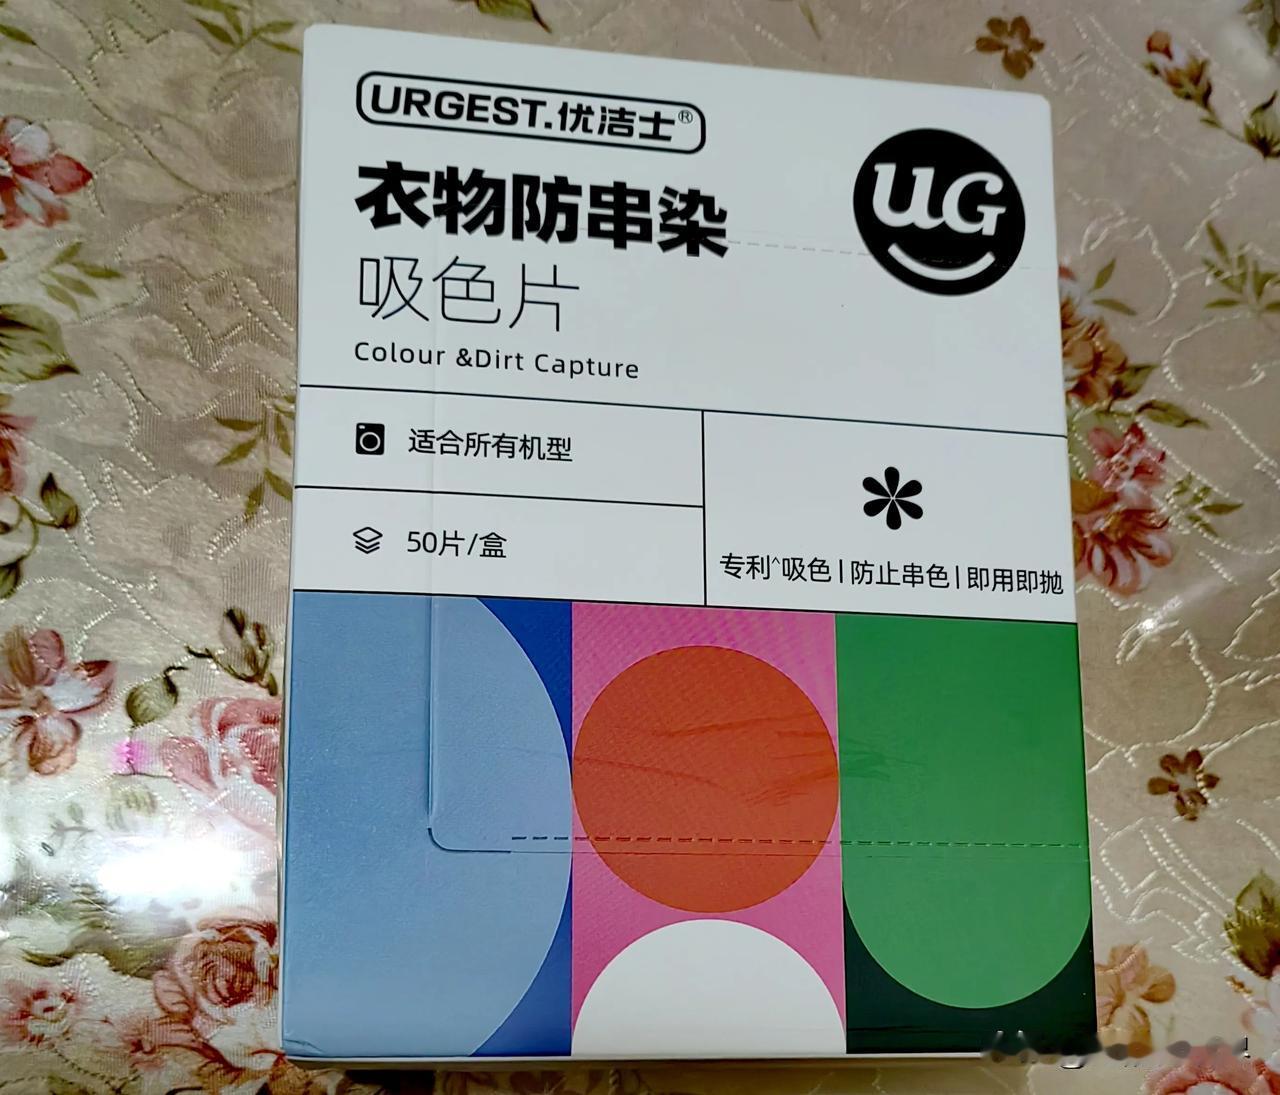 URGEST.优洁士®
UG
衣物防串染
吸色片
Colour &Dirt Capture
适合所有机型
50片/盒
专利^吸色|防止串色|即用即抛